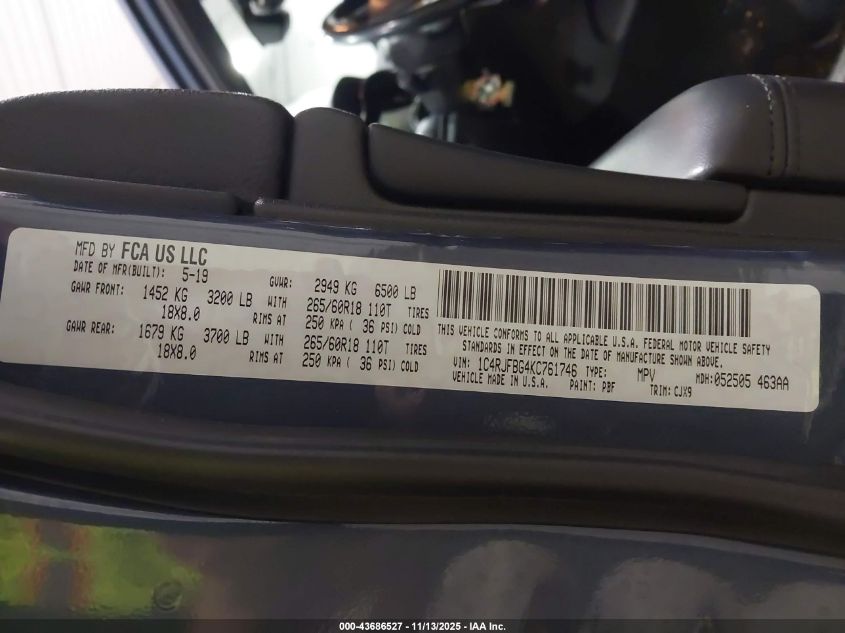 MFD BY FCA US LLC
DATE OF MFR(BUILT): 5-19 GVWR: 2949 KG 6500 LB
GAWR FRONT: 1452 KG 3200 LB WITH 265/60R18 110T TIRES
18X8.0 RIMS AT 250 KPA ( 36 PSI) COLD
GAWR REAR: 1679 KG 3700 LB WITH 265/60R18 110T TIRES
18X8.0 RIMS AT 250 KPA ( 36 PSI) COLD
THIS VEHICLE CONFORMS TO ALL APPLICABLE U.S.A. FEDERAL MOTOR VEHICLE SAFETY
STANDARDS IN EFFECT ON THE DATE OF MANUFACTURE SHOWN ABOVE.
VIN: 1C4RJFBG4KC761746 TYPE: MPV MDH:052505 463AA
VEHICLE MADE IN U.S.A. PAINT: PBF TRIM: CJX9
000-43686527 - 11/13/2025 - IAA Inc.